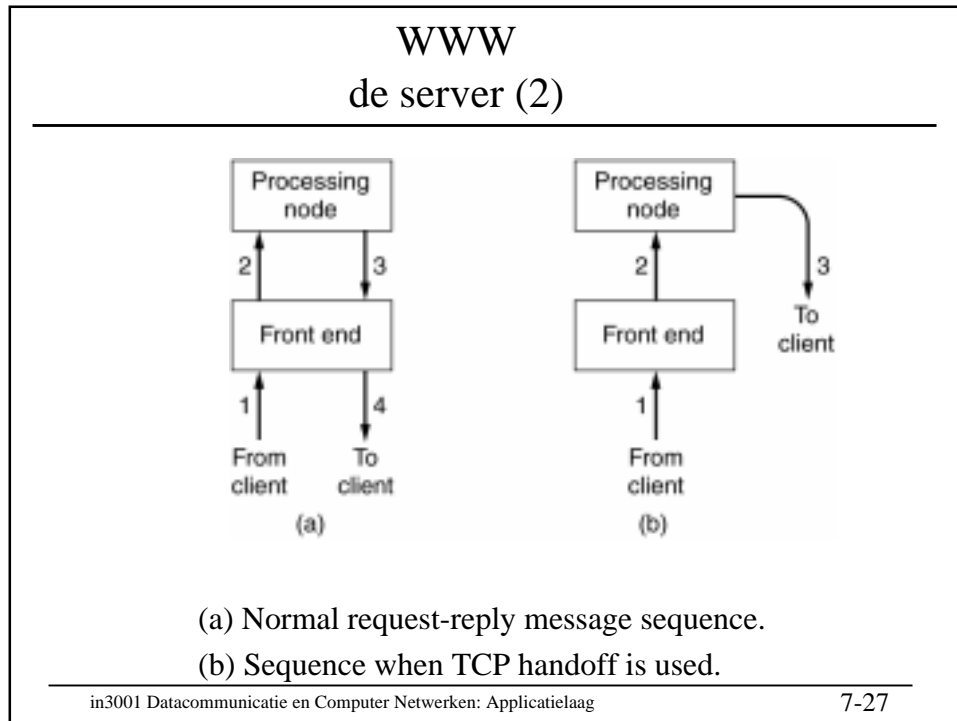 WWW
de server (2)
Processing
node
2
3
Front end
1
4
From
client
To
client
(a)
Processing
node
2
3
To
client
Front end
1
From
client
(b)
(a) Normal request-reply message sequence.
(b) Sequence when TCP handoff is used.
in3001 Datacommunicatie en Computer Netwerken: Applicatielaag
7-27